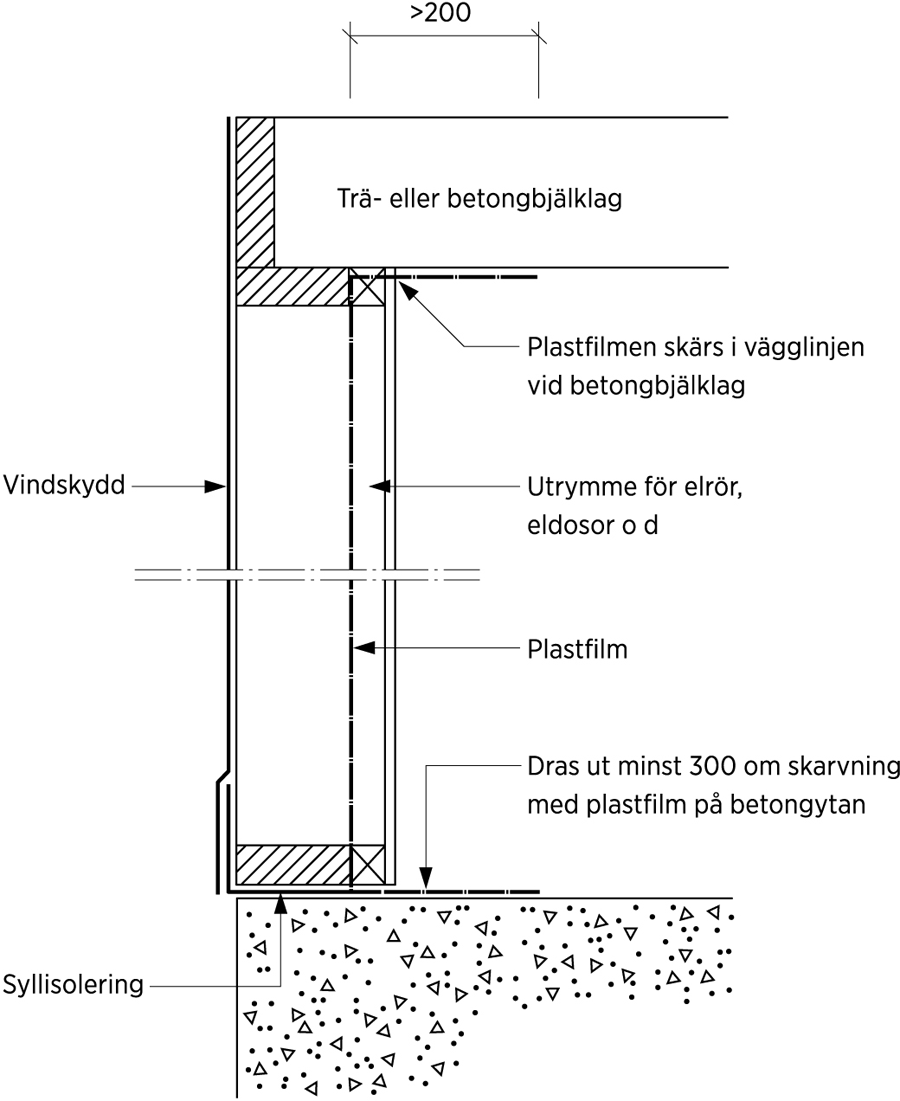 >200
Trä- eller betongbjälklag
Plastfilmen skärs i vägglinjen
vid betongbjälklag
Vindskydd
Utrymme för elrör,
eldosor o d
Plastfilm
Dras ut minst 300 om skarvning
med plastfilm på betongytan
Syllisolering